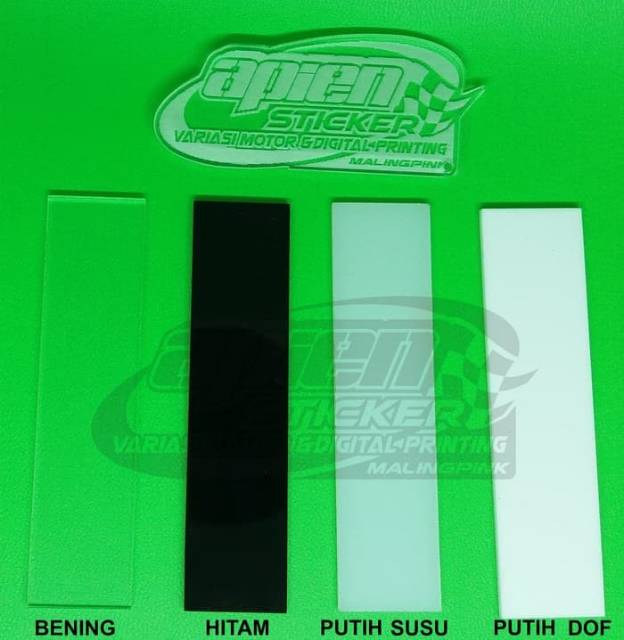 apien
STICKER
VARIASI MOTOR & DIGITAL PRINTING
MALINGPINK
apien
STICKER
VARIASI MOTOR & DIGITAL PRINTING
MALINGPINK
BENING HITAM PUTIH SUSU PUTIH DOF